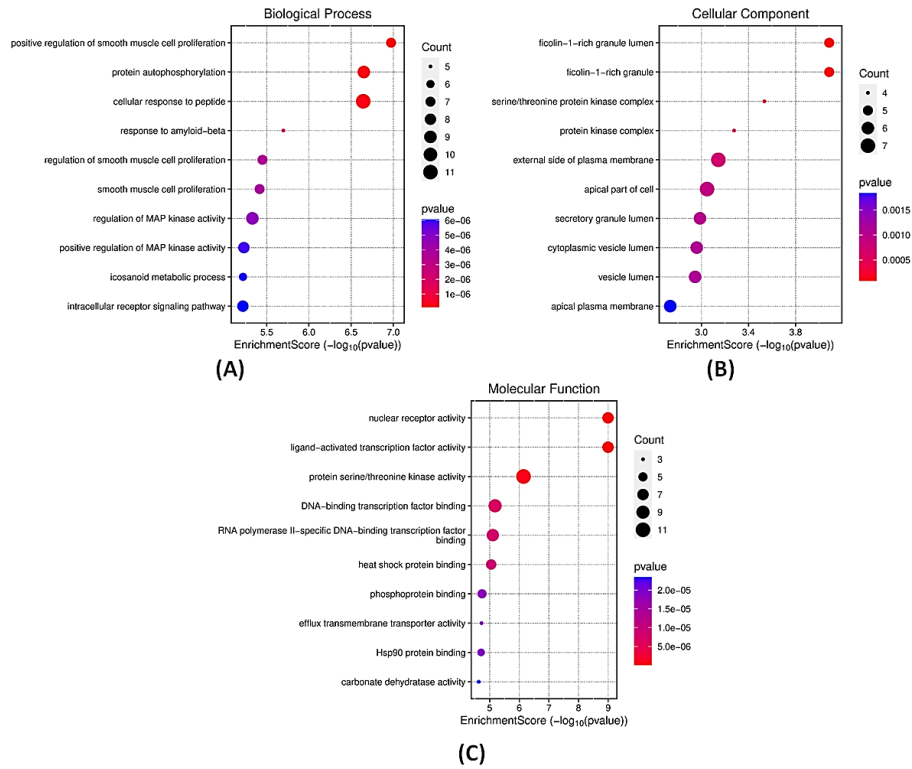 Biological Process
positive regulation of smooth muscle cell proliferation
protein autophosphorylation
cellular response to peptide
response to amyloid−beta
regulation of smooth muscle cell proliferation
smooth muscle cell proliferation
regulation of MAP kinase activity
positive regulation of MAP kinase activity
icosanoid metabolic process
intracellular receptor signaling pathway
5.5 6.0 6.5 7.0
EnrichmentScore (−log10(pvalue))
Count
5
6
7
8
9
10
11
pvalue
6e−06
5e−06
4e−06
3e−06
2e−06
1e−06
(A)
Cellular Component
ficolin−1−rich granule lumen
ficolin−1−rich granule
serine/threonine protein kinase complex
protein kinase complex
external side of plasma membrane
apical part of cell
secretory granule lumen
cytoplasmic vesicle lumen
vesicle lumen
apical plasma membrane
3.0 3.4 3.8
EnrichmentScore (−log10(pvalue))
Count
4
5
6
7
pvalue
0.0015
0.0010
0.0005
(B)
Molecular Function
nuclear receptor activity
ligand−activated transcription factor activity
protein serine/threonine kinase activity
DNA−binding transcription factor binding
RNA polymerase II−specific DNA−binding transcription factor
binding
heat shock protein binding
phosphoprotein binding
efflux transmembrane transporter activity
Hsp90 protein binding
carbonate dehydratase activity
5 6 7 8 9
EnrichmentScore (−log10(pvalue))
Count
3
5
7
9
11
pvalue
2.0e−05
1.5e−05
1.0e−05
5.0e−06
(C)